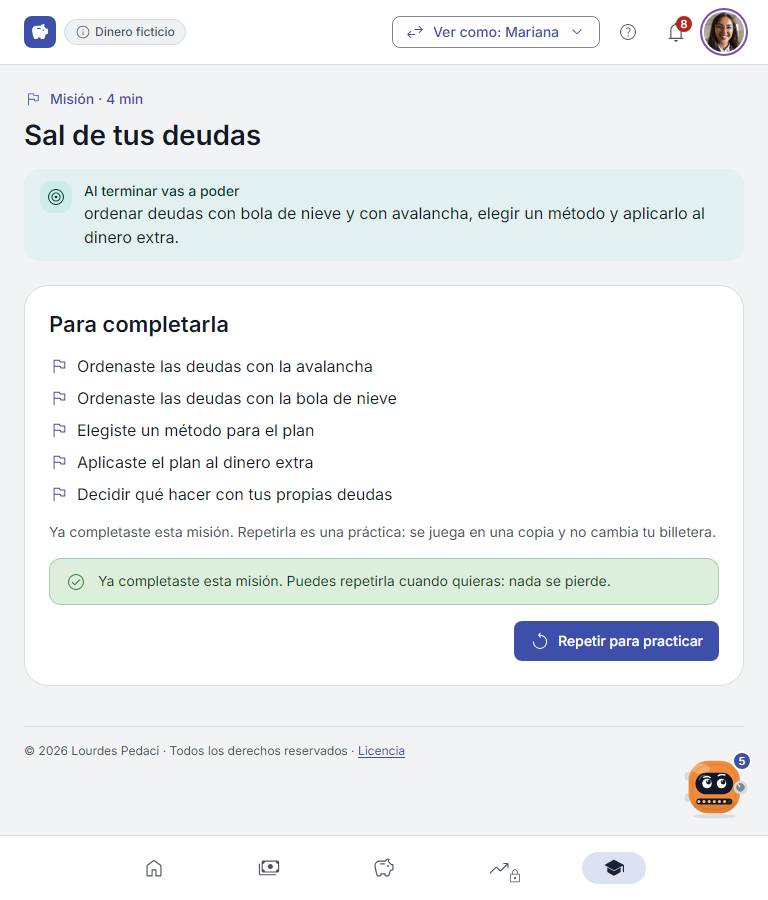 Dinero ficticio
Ver como: Mariana
8
Misión · 4 min
Sal de tus deudas
Al terminar vas a poder
ordenar deudas con bola de nieve y con avalancha, elegir un método y aplicarlo al
dinero extra.
Para completarla
Ordenaste las deudas con la avalancha
Ordenaste las deudas con la bola de nieve
Elegiste un método para el plan
Aplicaste el plan al dinero extra
Decidir qué hacer con tus propias deudas
Ya completaste esta misión. Repetirla es una práctica: se juega en una copia y no cambia tu billetera.
Ya completaste esta misión. Puedes repetirla cuando quieras: nada se pierde.
Repetir para practicar
© 2026 Lourdes Pedaci · Todos los derechos reservados · Licencia
5